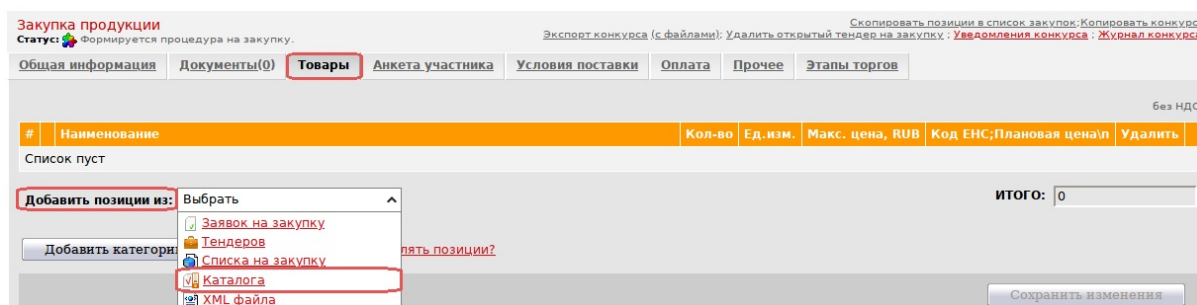 Закупка продукции
Скопировать позиции в список закупок;Копировать конкурс
Статус: Формируется процедура на закупку.
Экспорт конкурса (с файлами); Удалить открытый тендер на закупку ; Уведомления конкурса ; Журнал конкурса
Общая информация Документы(0) Товары Анкета участника Условия поставки Оплата Прочее Этапы торгов
без НДС
# Наименование Кол-во Ед.изм. Макс. цена, RUB Код ЕНС;Плановая цена\n Удалить
Список пуст
Добавить позиции из: Выбрать ИТОГО: 0
Заявок на закупку
Тендеров
Добавить категори лять позиции?
Списка на закупку
Каталога
XML файла Сохранить изменения